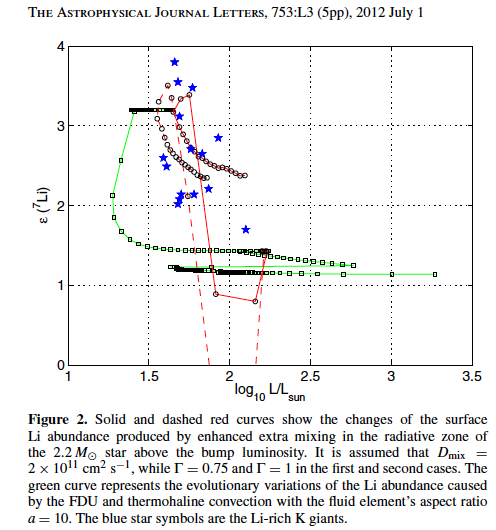 THE ASTROPHYSICAL JOURNAL LETTERS, 753:L3 (5pp), 2012 July 1
4
3
2
1
0
ε (⁷Li)
1
1.5
2
2.5
3
3.5
log₁₀ L/Lsun
Figure 2. Solid and dashed red curves show the changes of the surface
Li abundance produced by enhanced extra mixing in the radiative zone of
the 2.2 M⊙ star above the bump luminosity. It is assumed that Dmix =
2 × 10¹¹ cm² s⁻¹, while Γ = 0.75 and Γ = 1 in the first and second cases. The
green curve represents the evolutionary variations of the Li abundance caused
by the FDU and thermohaline convection with the fluid element's aspect ratio
a = 10. The blue star symbols are the Li-rich K giants.